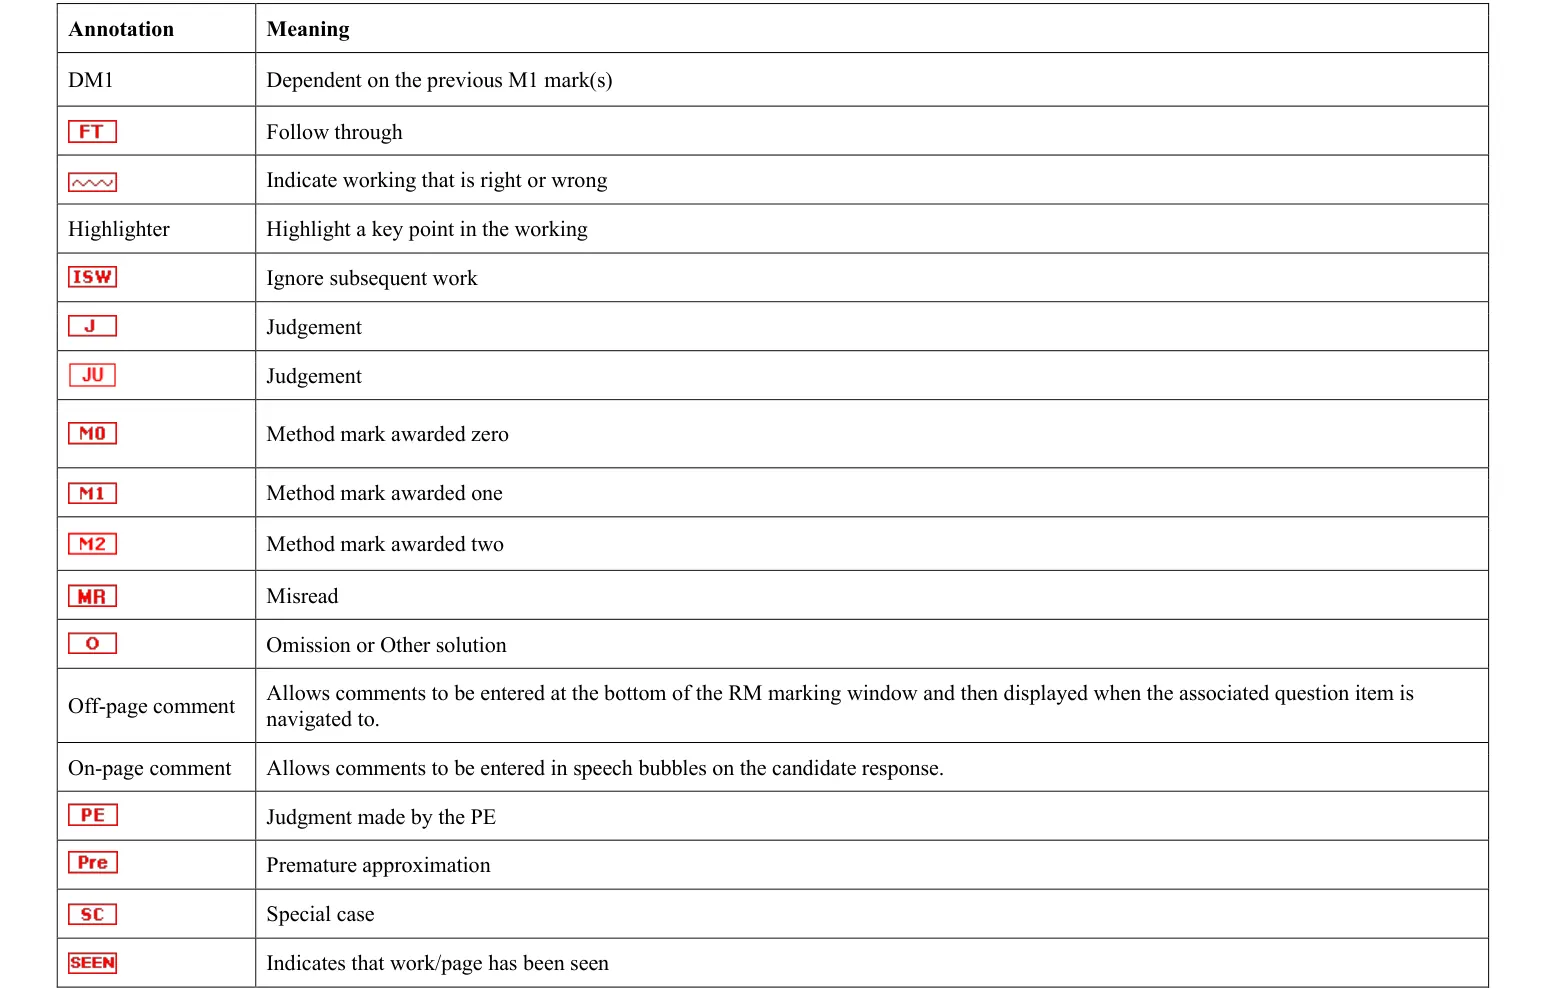 Annotation Meaning
DM1 Dependent on the previous M1 mark(s)
FT Follow through
Indicate working that is right or wrong
Highlighter Highlight a key point in the working
ISW Ignore subsequent work
J Judgement
JU Judgement
M0 Method mark awarded zero
M1 Method mark awarded one
M2 Method mark awarded two
MR Misread
O Omission or Other solution
Off-page comment Allows comments to be entered at the bottom of the RM marking window and then displayed when the associated question item is
navigated to.
On-page comment Allows comments to be entered in speech bubbles on the candidate response.
PE Judgment made by the PE
Pre Premature approximation
SC Special case
SEEN Indicates that work/page has been seen